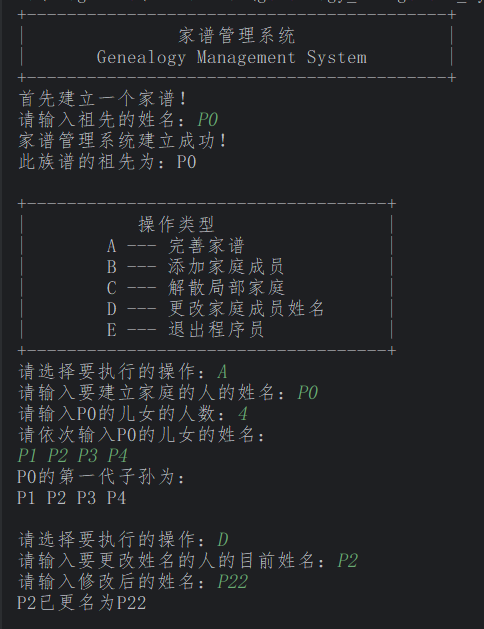 +------------------------------------------+
| 家谱管理系统 |
| Genealogy Management System |
+------------------------------------------+
首先建立一个家谱！
请输入祖先的姓名：P0
家谱管理系统建立成功！
此族谱的祖先为：P0
+------------------------------------+
| 操作类型 |
| A --- 完善家谱 |
| B --- 添加家庭成员 |
| C --- 解散局部家庭 |
| D --- 更改家庭成员姓名 |
| E --- 退出程序员 |
+------------------------------------+
请选择要执行的操作：A
请输入要建立家庭的人的姓名：P0
请输入P0的儿女的人数：4
请依次输入P0的儿女的姓名：
P1 P2 P3 P4
P0的第一代子孙为：
P1 P2 P3 P4
请选择要执行的操作：D
请输入要更改姓名的人的目前姓名：P2
请输入修改后的姓名：P22
P2已更名为P22